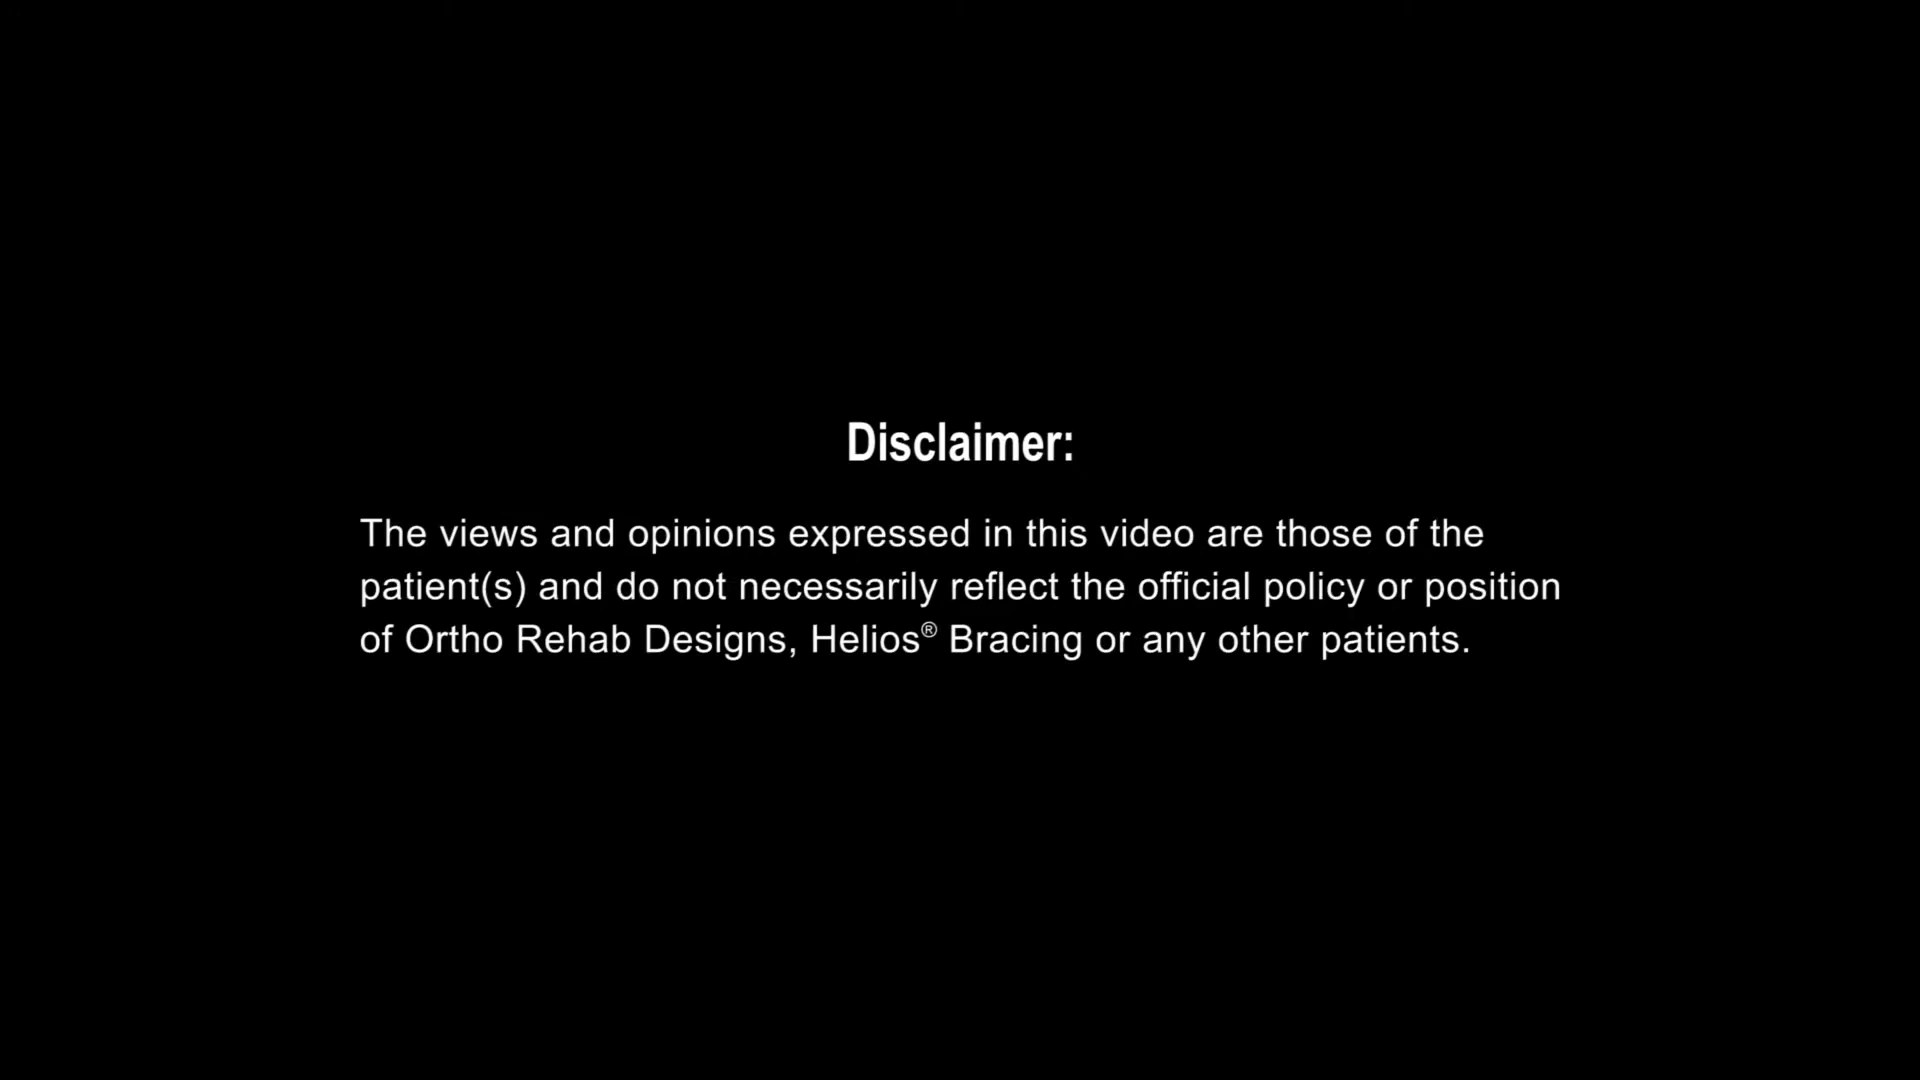 Disclaimer:
The views and opinions expressed in this video are those of the
patient(s) and do not necessarily reflect the official policy or position
of Ortho Rehab Designs, Helios® Bracing or any other patients.